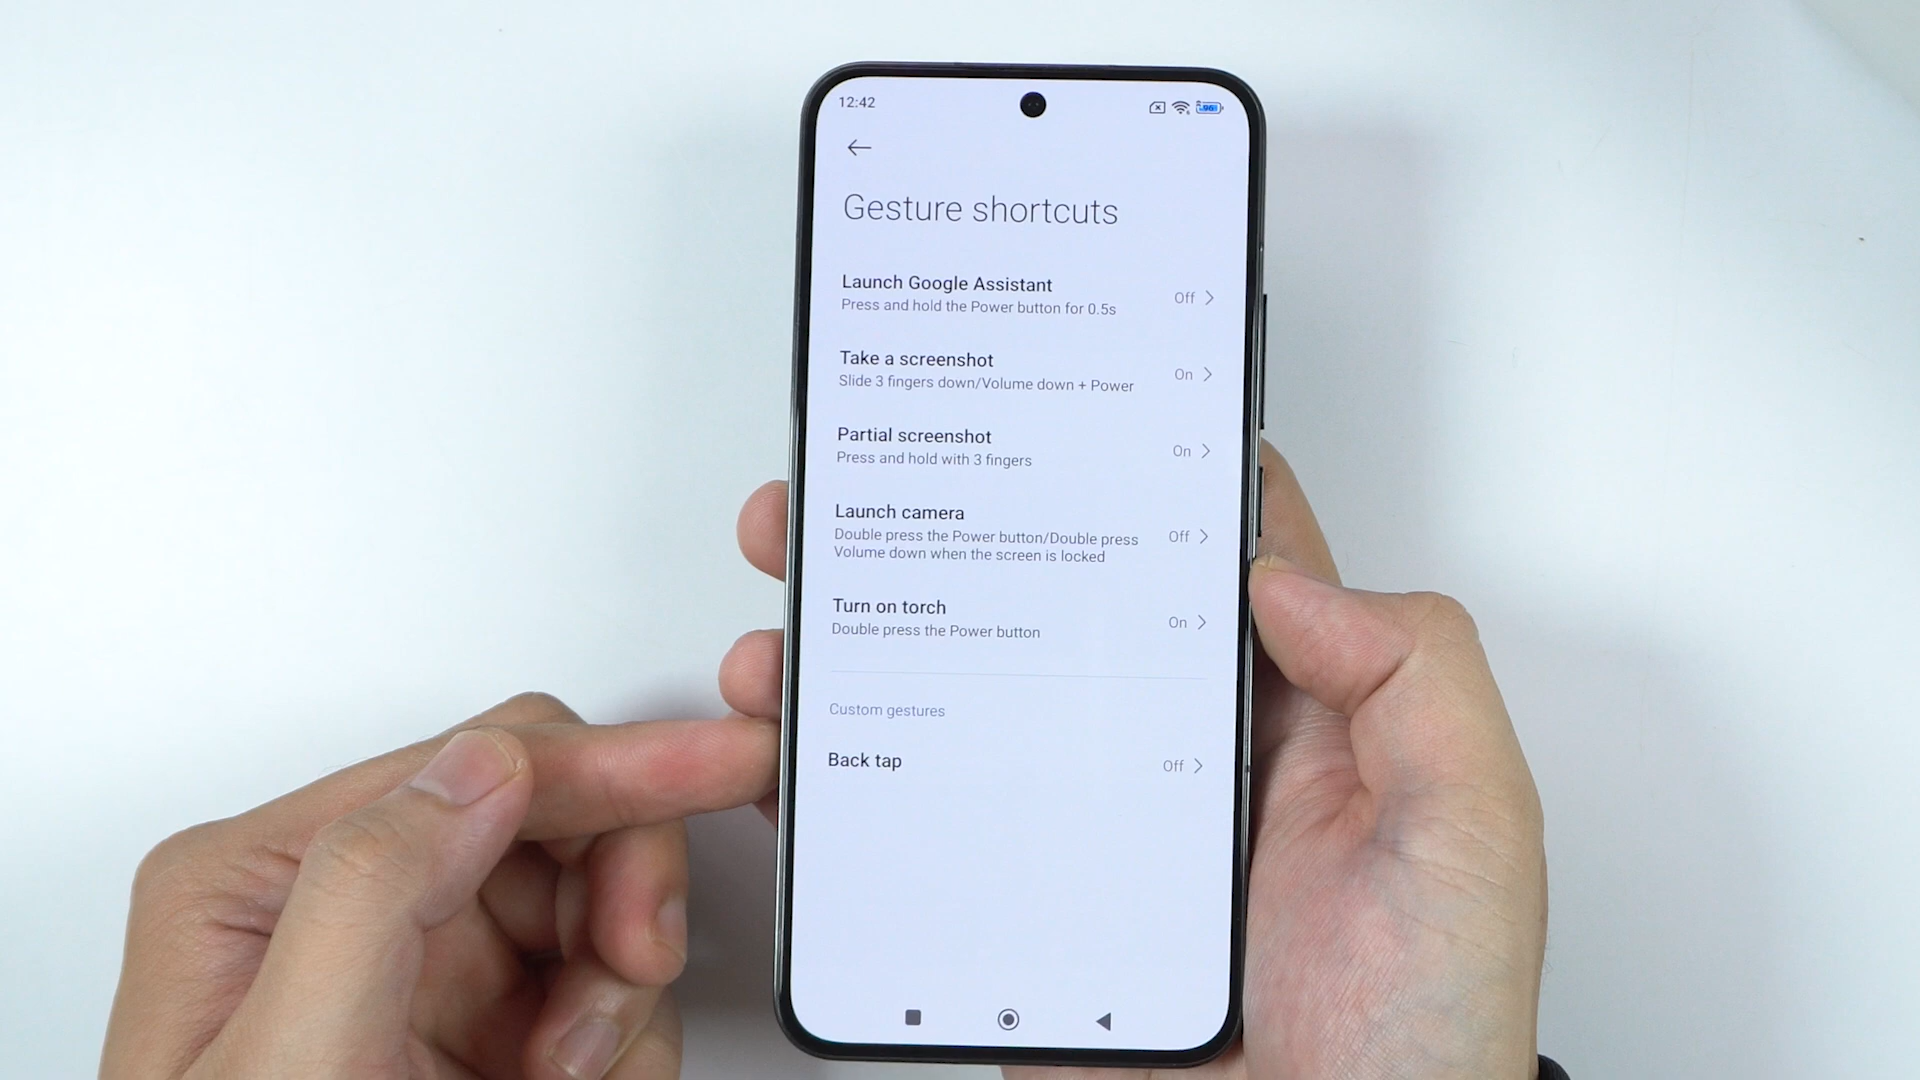 12:42
Gesture shortcuts
Launch Google Assistant
Press and hold the Power button for 0.5s
Off
Take a screenshot
Slide 3 fingers down/Volume down + Power
On
Partial screenshot
Press and hold with 3 fingers
On
Launch camera
Double press the Power button/Double press
Volume down when the screen is locked
Off
Turn on torch
Double press the Power button
On
Custom gestures
Back tap
Off